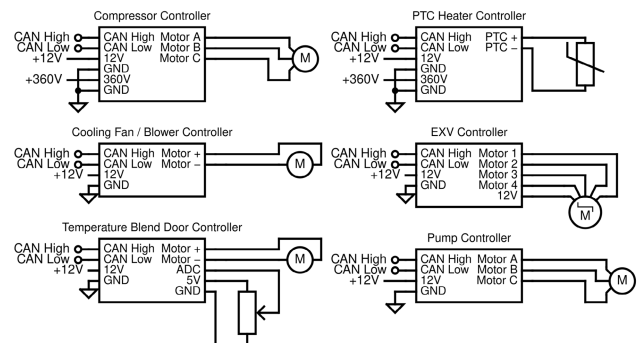 Compressor Controller
CAN High CAN High Motor A
CAN Low CAN Low Motor B
+12V 12V Motor C
GND
+360V 360V
GND
M
PTC Heater Controller
CAN High CAN High PTC +
CAN Low CAN Low PTC −
+12V 12V
GND
+360V 360V
GND
Cooling Fan / Blower Controller
CAN High CAN High Motor +
CAN Low CAN Low Motor −
+12V 12V
GND
M
EXV Controller
CAN High CAN High Motor 1
CAN Low CAN Low Motor 2
+12V 12V Motor 3
GND Motor 4
12V
M
Temperature Blend Door Controller
CAN High CAN High Motor +
CAN Low CAN Low Motor −
+12V 12V ADC
GND 5V
GND
M
Pump Controller
CAN High CAN High Motor A
CAN Low CAN Low Motor B
+12V 12V Motor C
GND
M